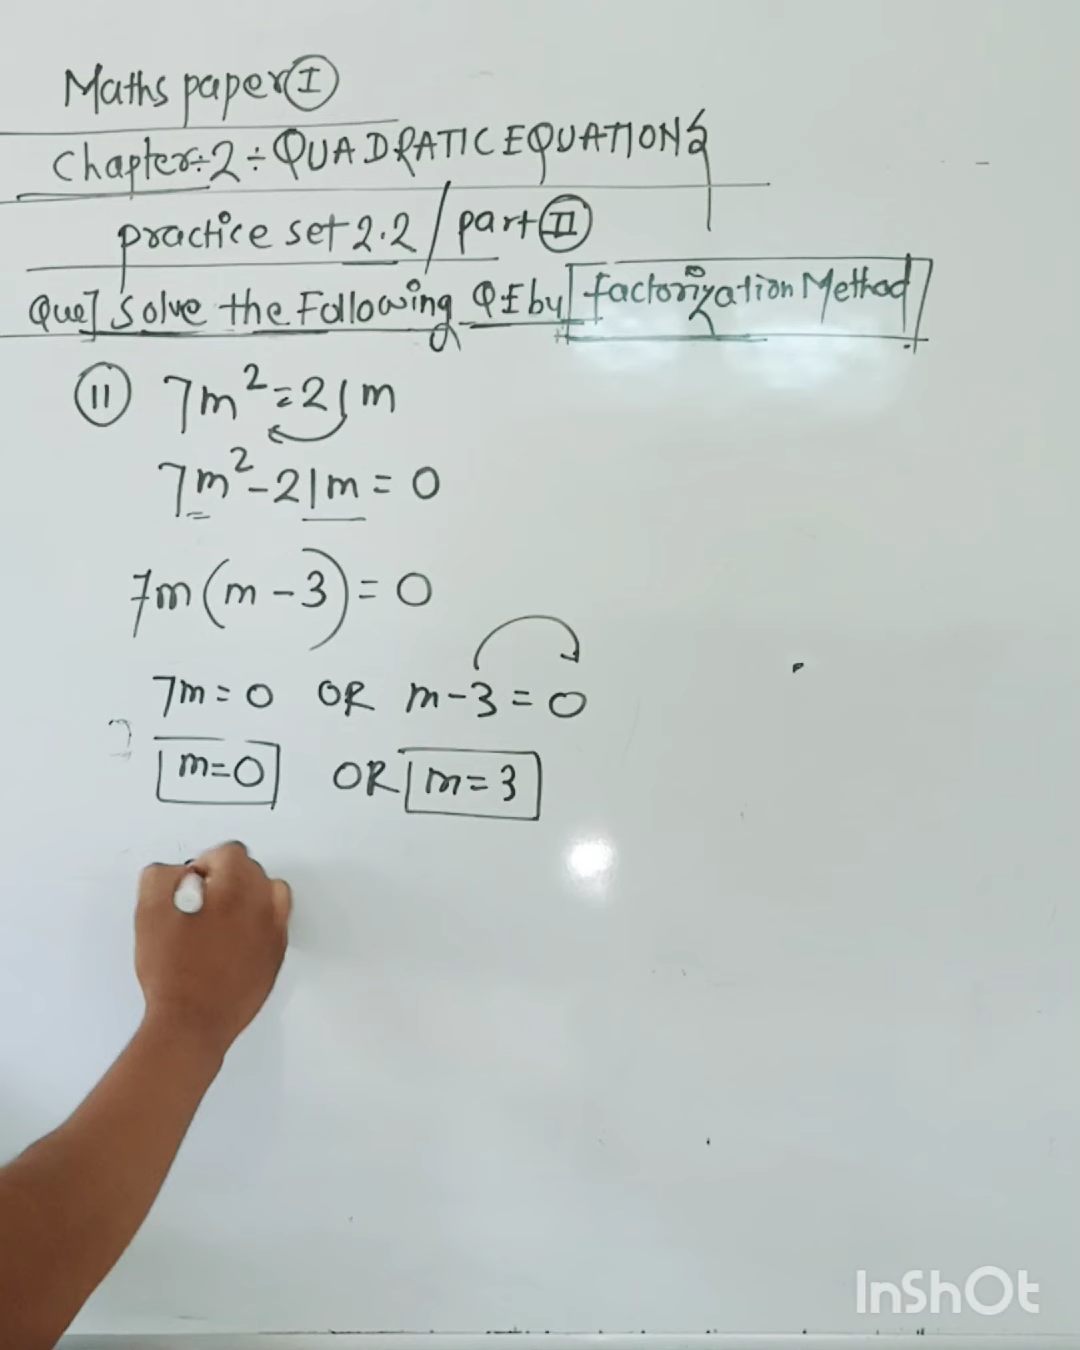 Maths paper I
Chapter÷2÷QUADRATIC EQUATIONS
practice set 2.2 / part II
Que] Solve the Following QE by factorization Method
11 7m²=21m
7m²-21m=0
7m(m-3)=0
7m=0 OR m-3=0
m=0 OR m=3
InShOt